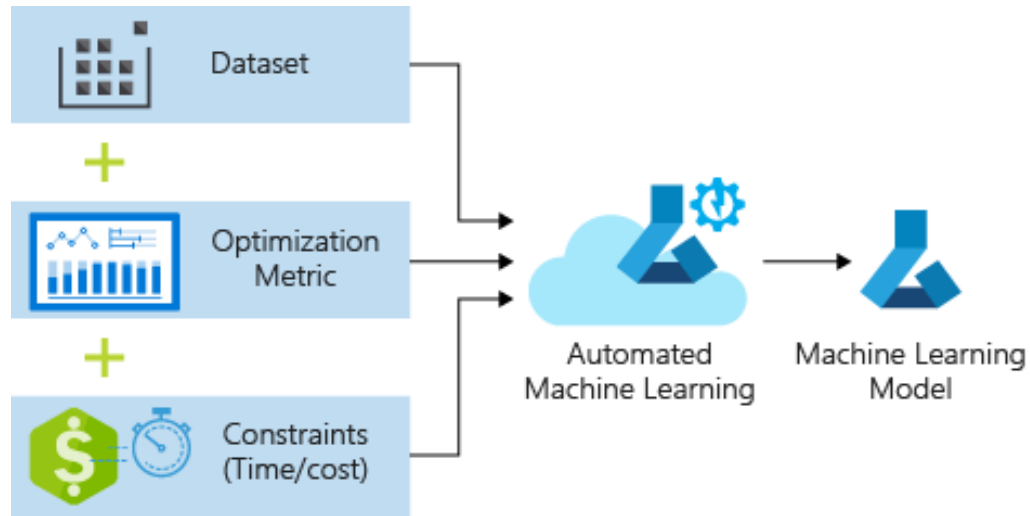 Dataset
Optimization
Metric
Constraints
(Time/cost)
Automated
Machine Learning
Machine Learning
Model